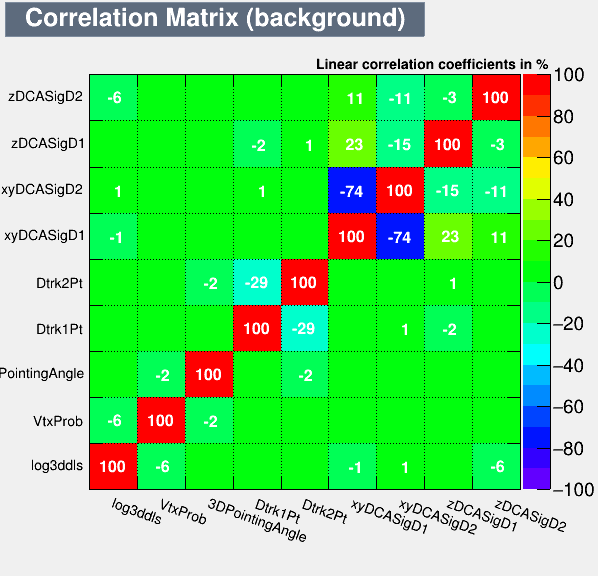 Correlation Matrix (background)
Linear correlation coefficients in %
zDCASigD2 -6 11 -11 -3 100
zDCASigD1 -2 1 23 -15 100 -3
xyDCASigD2 1 1 -74 100 -15 -11
xyDCASigD1 -1 100 -74 23 11
Dtrk2Pt -2 -29 100 1
Dtrk1Pt 100 -29 1 -2
PointingAngle -2 100 -2
VtxProb -6 100 -2
log3ddls 100 -6 -1 1 -6
log3ddls VtxProb 3DPointingAngle Dtrk1Pt Dtrk2Pt xyDCASigD1 xyDCASigD2 zDCASigD1 zDCASigD2
100
80
60
40
20
0
−20
−40
−60
−80
−100